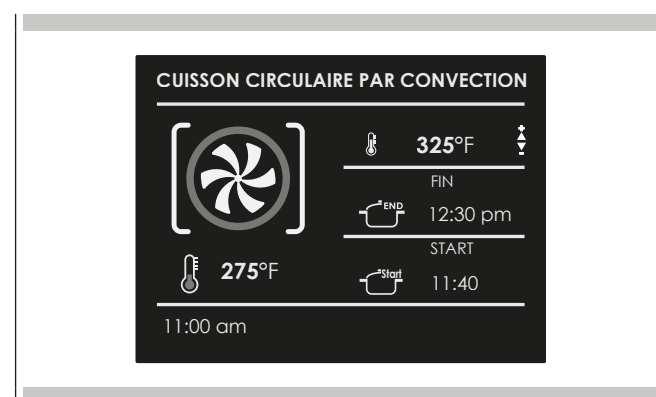 CUISSON CIRCULAIRE PAR CONVECTION
325°F
+
-
FIN
END
12:30 pm
275°F
START
Start
11:40
11:00 am